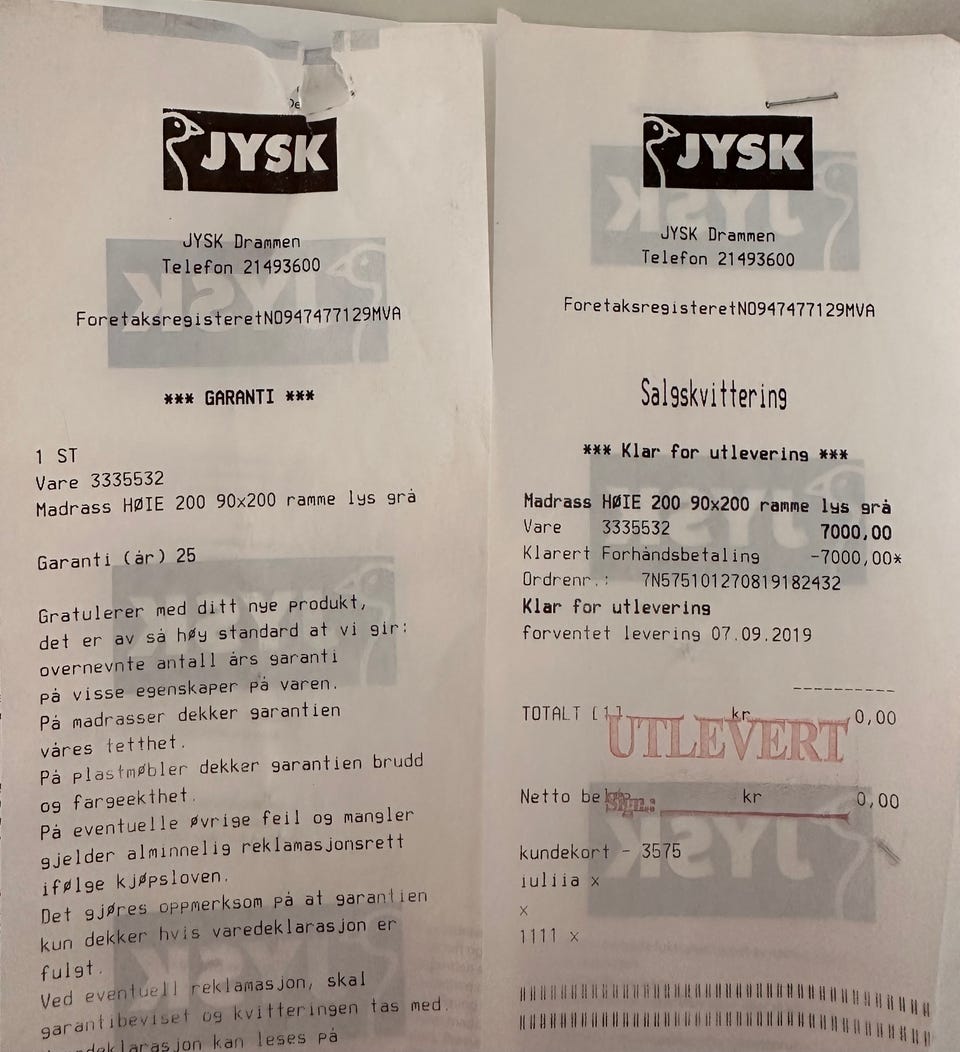 JYSK
JYSK Drammen
Telefon 21493600
ForetaksregisteretNO947477129MVA
*** GARANTI ***
1 ST
Vare 3335532
Madrass HØIE 200 90x200 ramme lys grå
Garanti (år) 25
Gratulerer med ditt nye produkt,
det er av så høy standard at vi gir:
overnevnte antall års garanti
på visse egenskaper på varen.
På madrasser dekker garantien
våres tetthet.
På plastmøbler dekker garantien brudd
og fargeekthet.
På eventuelle øvrige feil og mangler
gjelder alminnelig reklamasjonsrett
ifølge kjøpsloven.
Det gjøres oppmerksom på at garantien
kun dekker hvis varedeklarasjon er
fulgt.
Ved eventuell reklamasjon, skal
garantibeviset og kvitteringen tas med.
kan leses på
JYSK
JYSK Drammen
Telefon 21493600
ForetaksregisteretNO947477129MVA
Salgskvittering
*** Klar for utlevering ***
Madrass HØIE 200 90x200 ramme lys grå
Vare 3335532 7000,00
Klarert Forhåndsbetaling -7000,00*
Ordrenr.: 7N575101270819182432
Klar for utlevering
forventet levering 07.09.2019
----------
TOTALT [1] kr 0,00
UTLEVERT
Netto kr 0,00
Sign.:
kundekort - 3575
iuliia x
x
1111 x